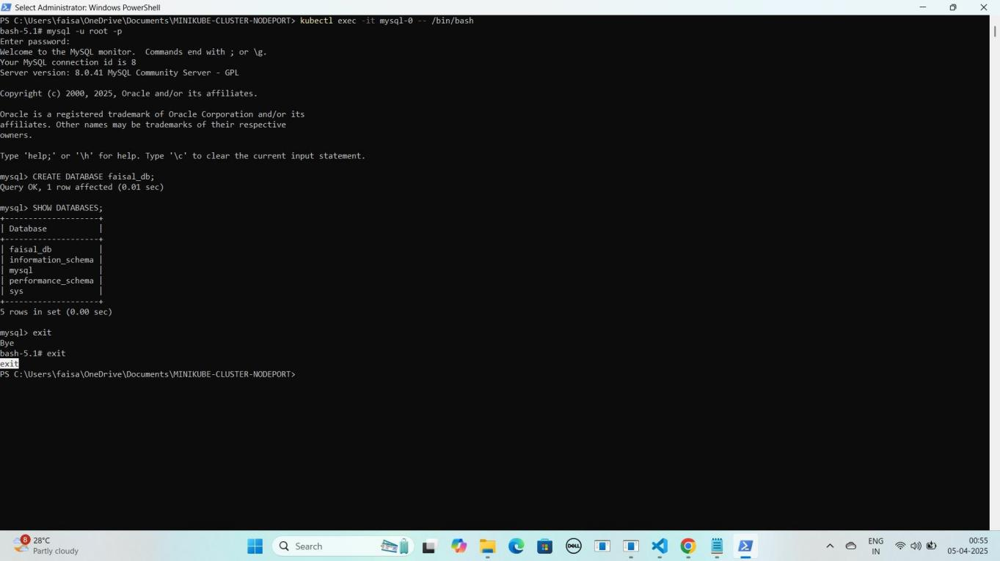 Select Administrator: Windows PowerShell
PS C:\Users\faisa\OneDrive\Documents\MINIKUBE-CLUSTER-NODEPORT> kubectl exec -it mysql-0 -- /bin/bash
bash-5.1# mysql -u root -p
Enter password:
Welcome to the MySQL monitor.  Commands end with ; or \g.
Your MySQL connection id is 8
Server version: 8.0.41 MySQL Community Server - GPL
Copyright (c) 2000, 2025, Oracle and/or its affiliates.
Oracle is a registered trademark of Oracle Corporation and/or its
affiliates. Other names may be trademarks of their respective
owners.
Type 'help;' or '\h' for help. Type '\c' to clear the current input statement.
mysql> CREATE DATABASE faisal_db;
Query OK, 1 row affected (0.01 sec)
mysql> SHOW DATABASES;
+--------------------+
| Database           |
+--------------------+
| faisal_db          |
| information_schema |
| mysql              |
| performance_schema |
| sys                |
+--------------------+
5 rows in set (0.00 sec)
mysql> exit
Bye
bash-5.1# exit
exit
PS C:\Users\faisa\OneDrive\Documents\MINIKUBE-CLUSTER-NODEPORT>
8
28°C
Partly cloudy
Search
DELL
ENG
IN
00:55
05-04-2025